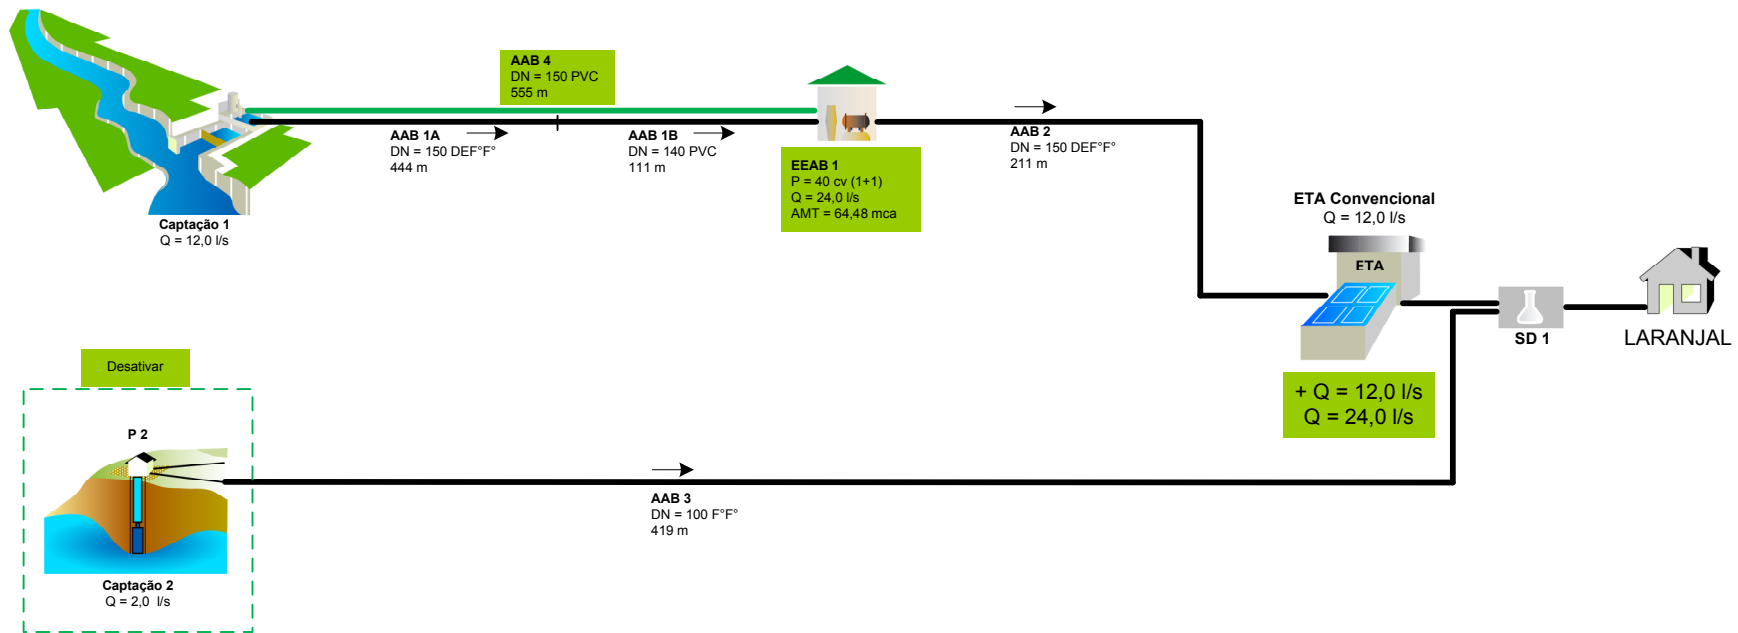 AAB 4
DN = 150 PVC
555 m
AAB 1A
DN = 150 DEF°F°
444 m
AAB 1B
DN = 140 PVC
111 m
AAB 2
DN = 150 DEF°F°
211 m
EEAB 1
P = 40 cv (1+1)
Q = 24,0 l/s
AMT = 64,48 mca
Captação 1
Q = 12,0 l/s
ETA Convencional
Q = 12,0 l/s
ETA
SD 1
LARANJAL
+ Q = 12,0 l/s
Q = 24,0 l/s
Desativar
P 2
AAB 3
DN = 100 F°F°
419 m
Captação 2
Q = 2,0 l/s